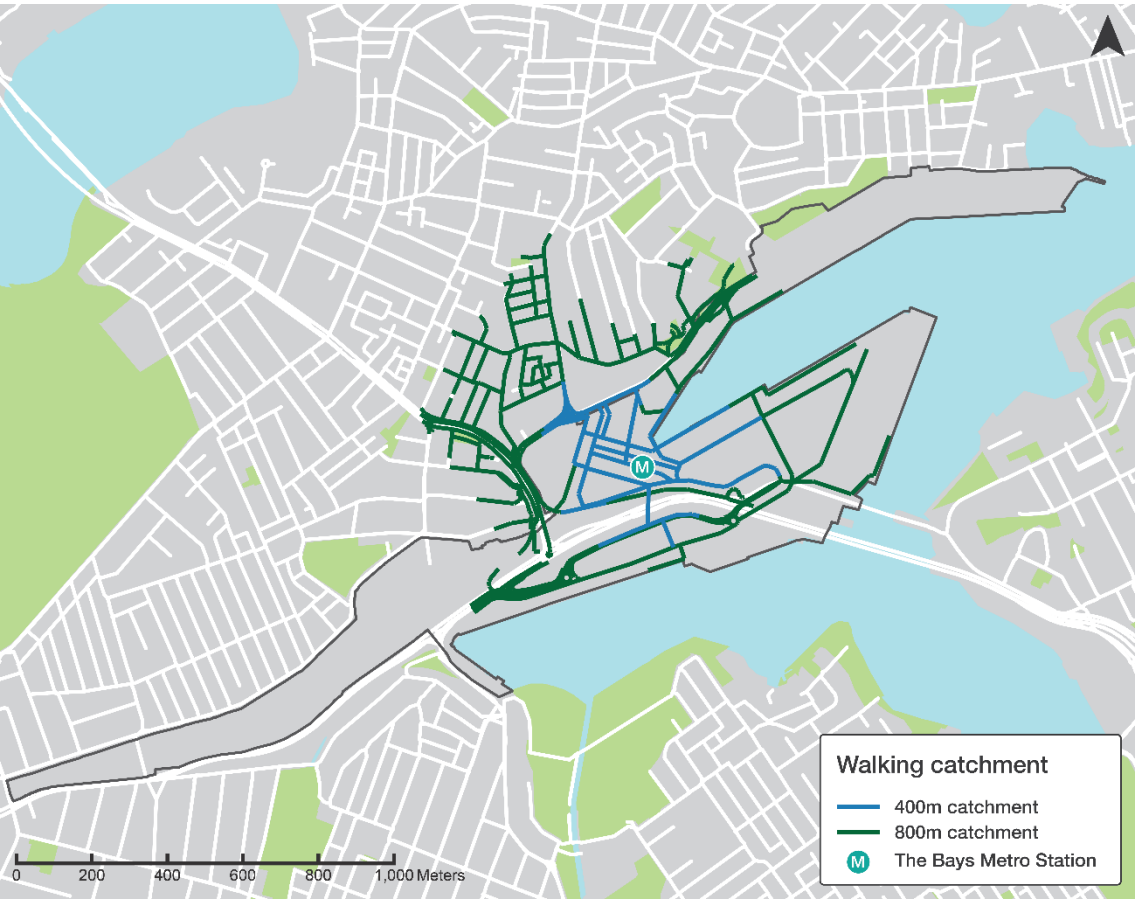 M
Walking catchment
400m catchment
800m catchment
M The Bays Metro Station
0 200 400 600 800 1,000 Meters